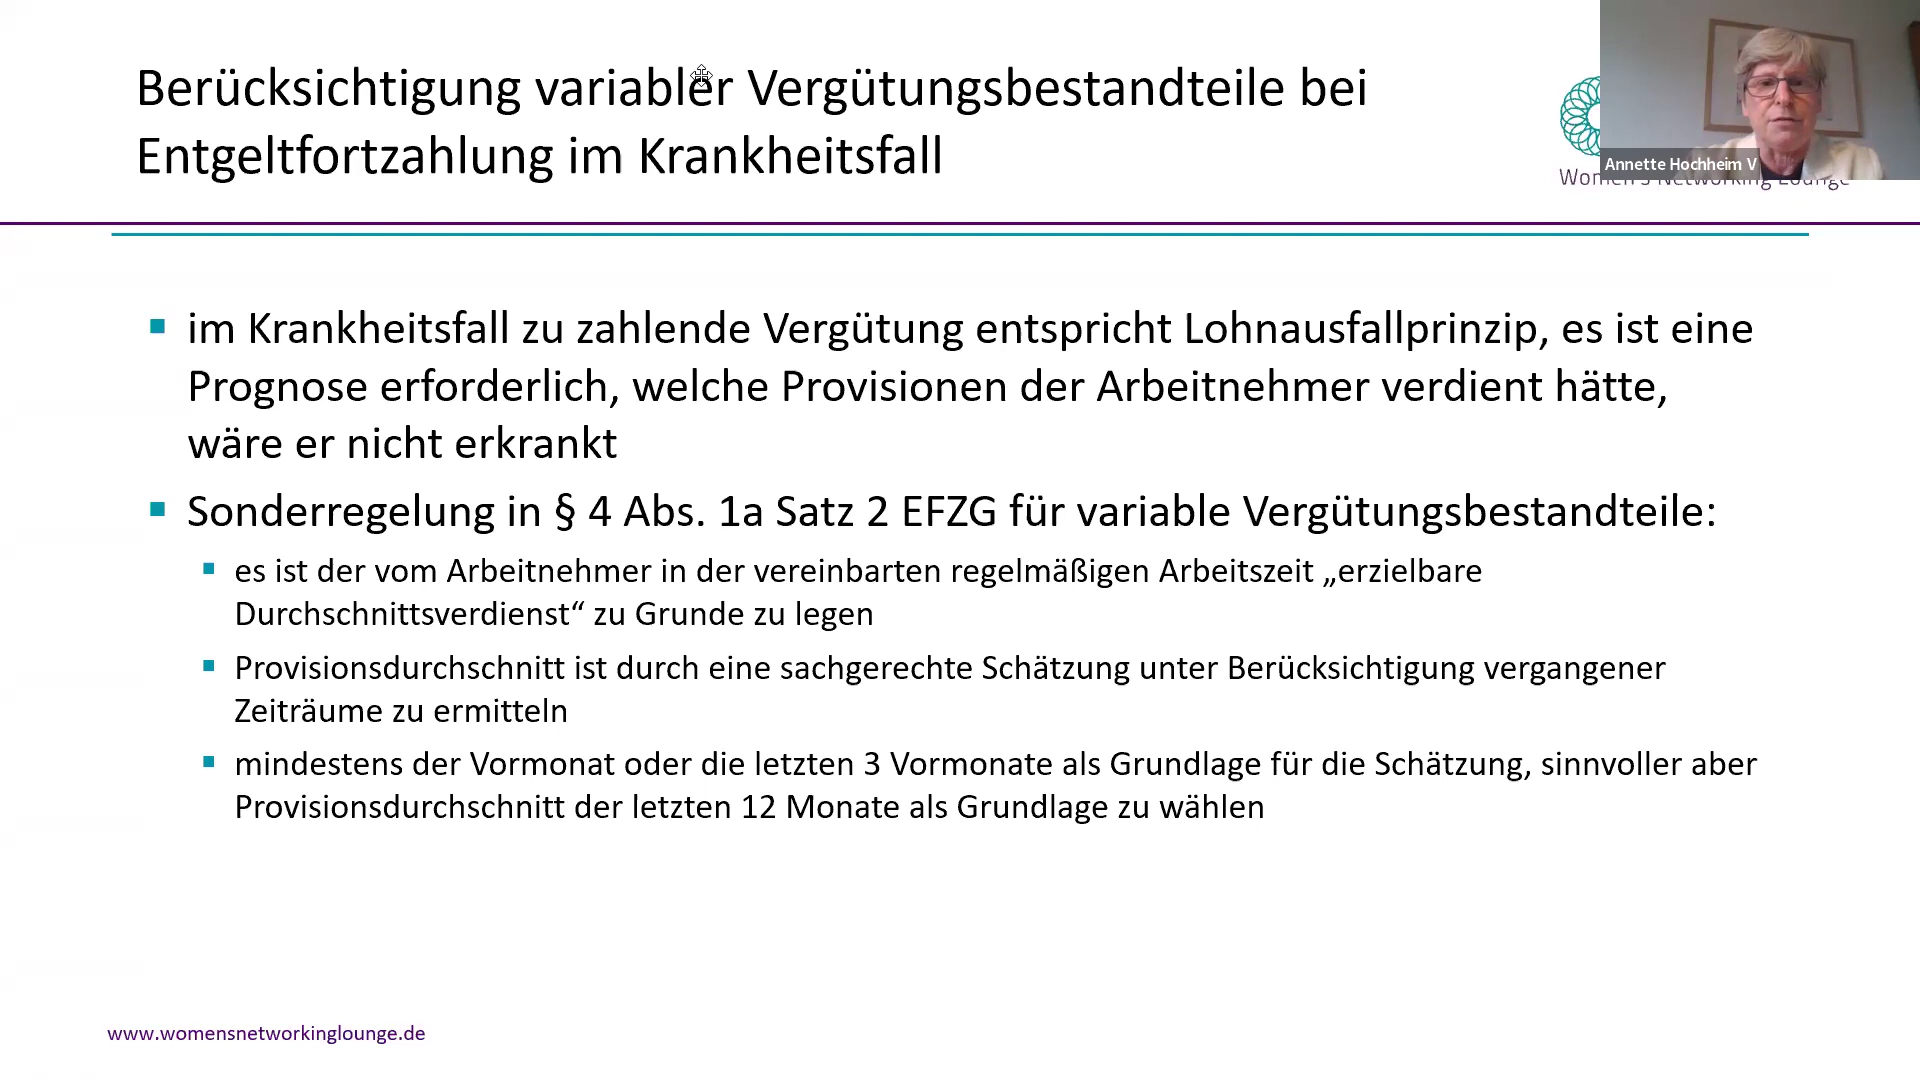 Berücksichtigung variabler Vergütungsbestandteile bei
Entgeltfortzahlung im Krankheitsfall
Annette Hochheim V
Women's Networking Lounge
im Krankheitsfall zu zahlende Vergütung entspricht Lohnausfallprinzip, es ist eine
Prognose erforderlich, welche Provisionen der Arbeitnehmer verdient hätte,
wäre er nicht erkrankt
Sonderregelung in § 4 Abs. 1a Satz 2 EFZG für variable Vergütungsbestandteile:
es ist der vom Arbeitnehmer in der vereinbarten regelmäßigen Arbeitszeit „erzielbare
Durchschnittsverdienst“ zu Grunde zu legen
Provisionsdurchschnitt ist durch eine sachgerechte Schätzung unter Berücksichtigung vergangener
Zeiträume zu ermitteln
mindestens der Vormonat oder die letzten 3 Vormonate als Grundlage für die Schätzung, sinnvoller aber
Provisionsdurchschnitt der letzten 12 Monate als Grundlage zu wählen
www.womensnetworkinglounge.de